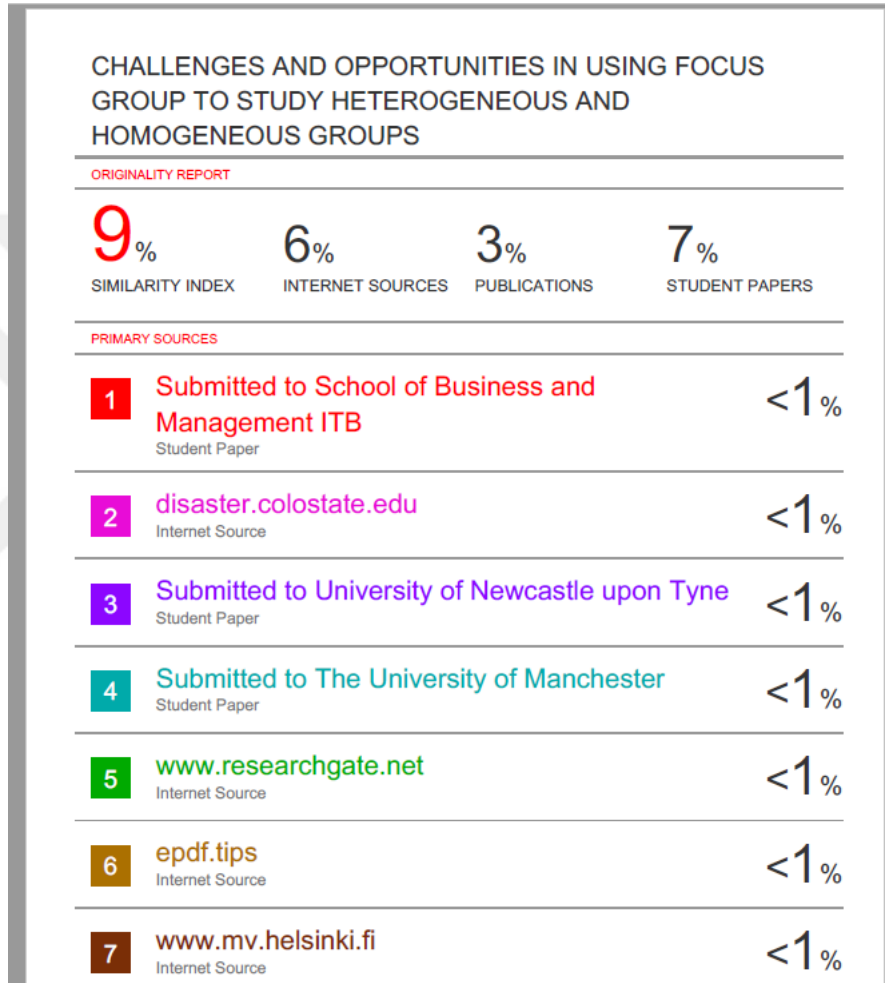 CHALLENGES AND OPPORTUNITIES IN USING FOCUS
GROUP TO STUDY HETEROGENEOUS AND
HOMOGENEOUS GROUPS
ORIGINALITY REPORT
9% 6% 3% 7%
SIMILARITY INDEX INTERNET SOURCES PUBLICATIONS STUDENT PAPERS
PRIMARY SOURCES
1 Submitted to School of Business and <1%
Management ITB
Student Paper
2 disaster.colostate.edu <1%
Internet Source
3 Submitted to University of Newcastle upon Tyne <1%
Student Paper
4 Submitted to The University of Manchester <1%
Student Paper
5 www.researchgate.net <1%
Internet Source
6 epdf.tips <1%
Internet Source
7 www.mv.helsinki.fi <1%
Internet Source